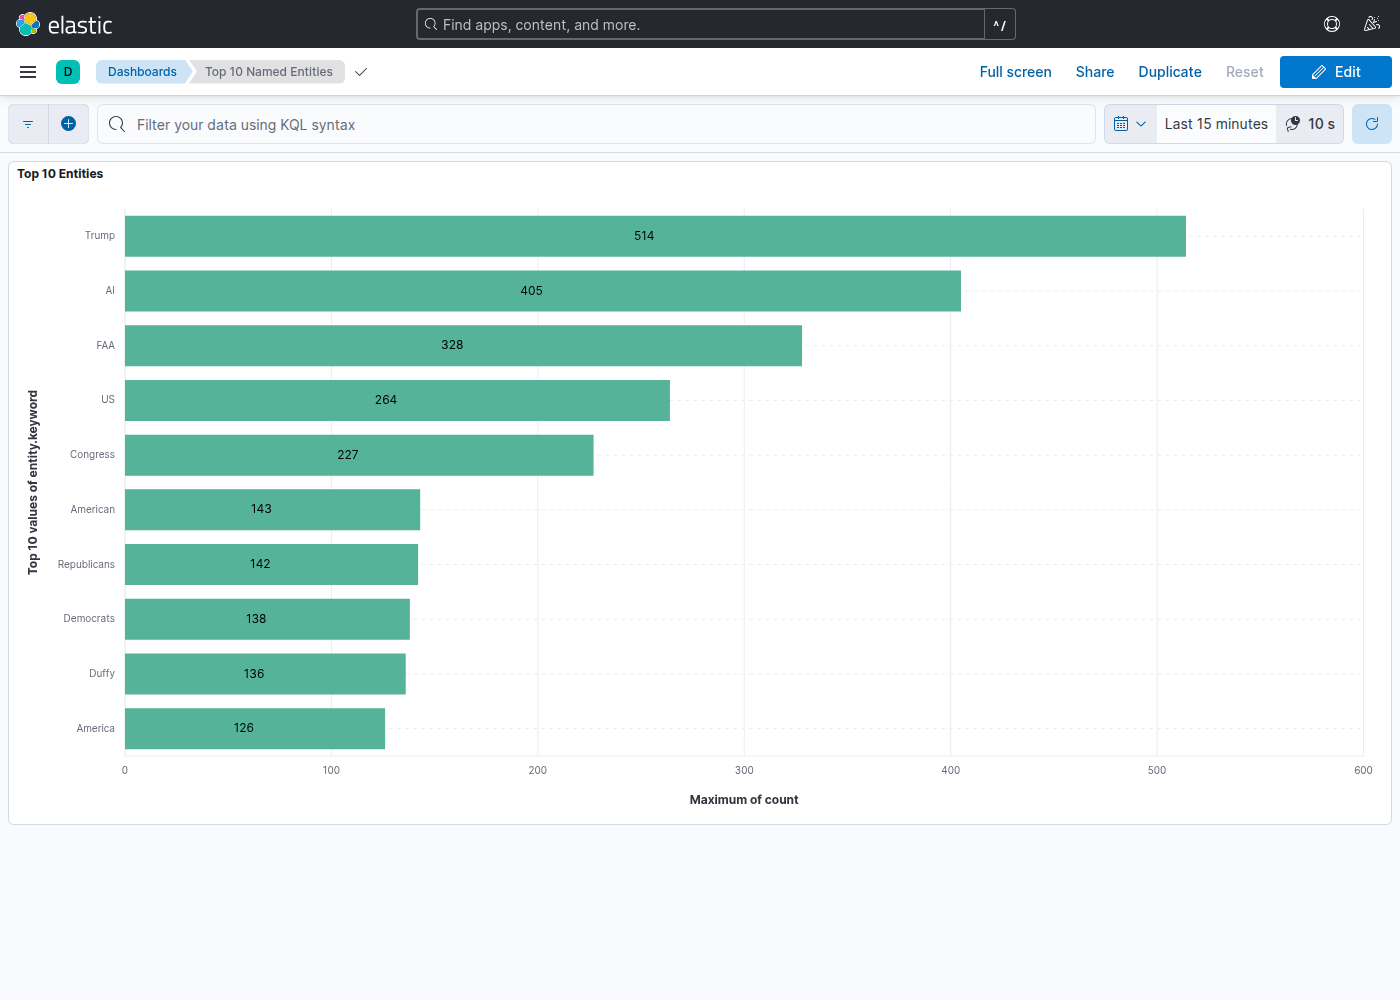 elastic
Find apps, content, and more.
^ /
D
Dashboards
Top 10 Named Entities
Full screen
Share
Duplicate
Reset
Edit
Filter your data using KQL syntax
Last 15 minutes
10 s
Top 10 Entities
Top 10 values of entity.keyword
Trump
514
AI
405
FAA
328
US
264
Congress
227
American
143
Republicans
142
Democrats
138
Duffy
136
America
126
0 100 200 300 400 500 600
Maximum of count